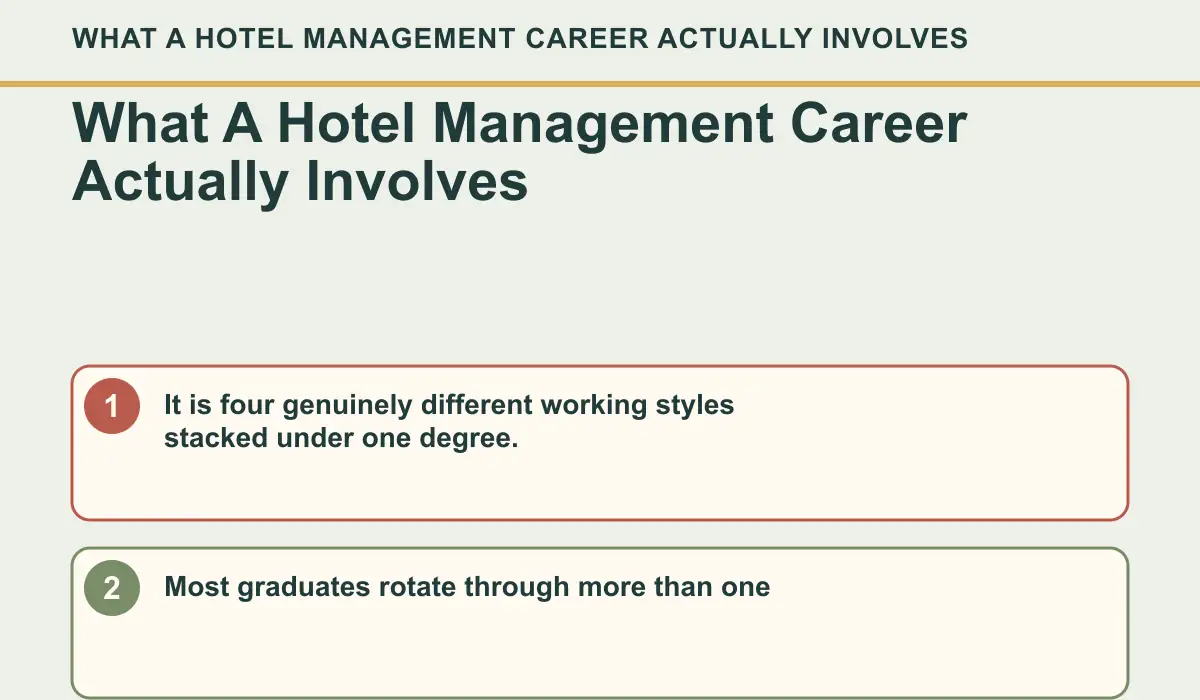 WHAT A HOTEL MANAGEMENT CAREER ACTUALLY INVOLVES
What A Hotel Management Career
Actually Involves
1
It is four genuinely different working styles
stacked under one degree.
2
Most graduates rotate through more than one